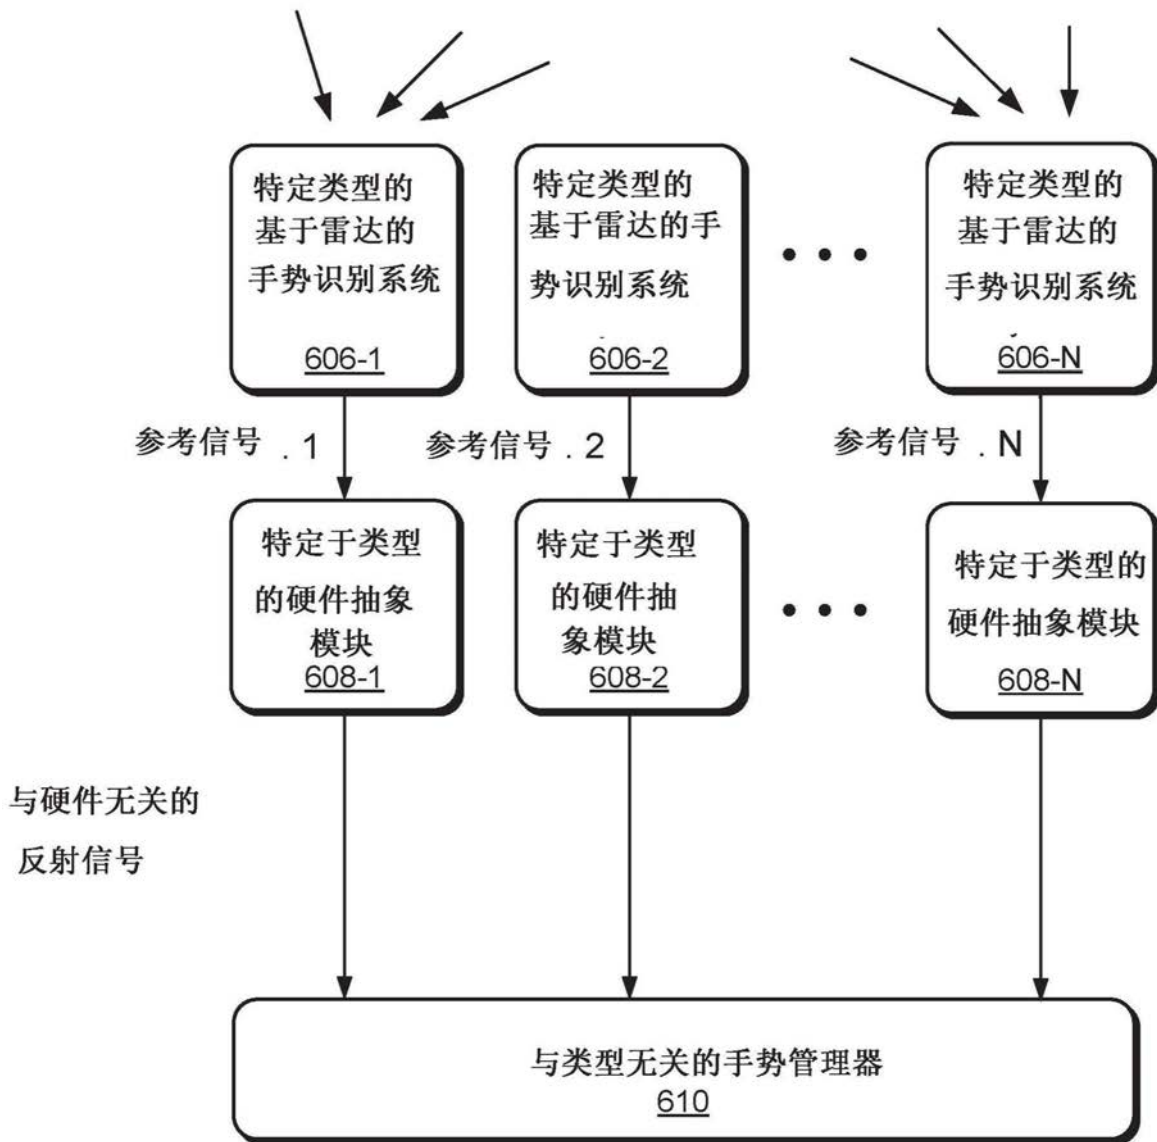 特定类型的
基于雷达的
手势识别系统
606-1
特定类型的
基于雷达的手
势识别系统
606-2
特定类型的
基于雷达的
手势识别系统
606-N
参考信号 . 1
参考信号 . 2
参考信号 . N
特定于类型
的硬件抽象
模块
608-1
特定于类型
的硬件抽
象模块
608-2
特定于类型的
硬件抽象模块
608-N
与硬件无关的
反射信号
与类型无关的手势管理器
610